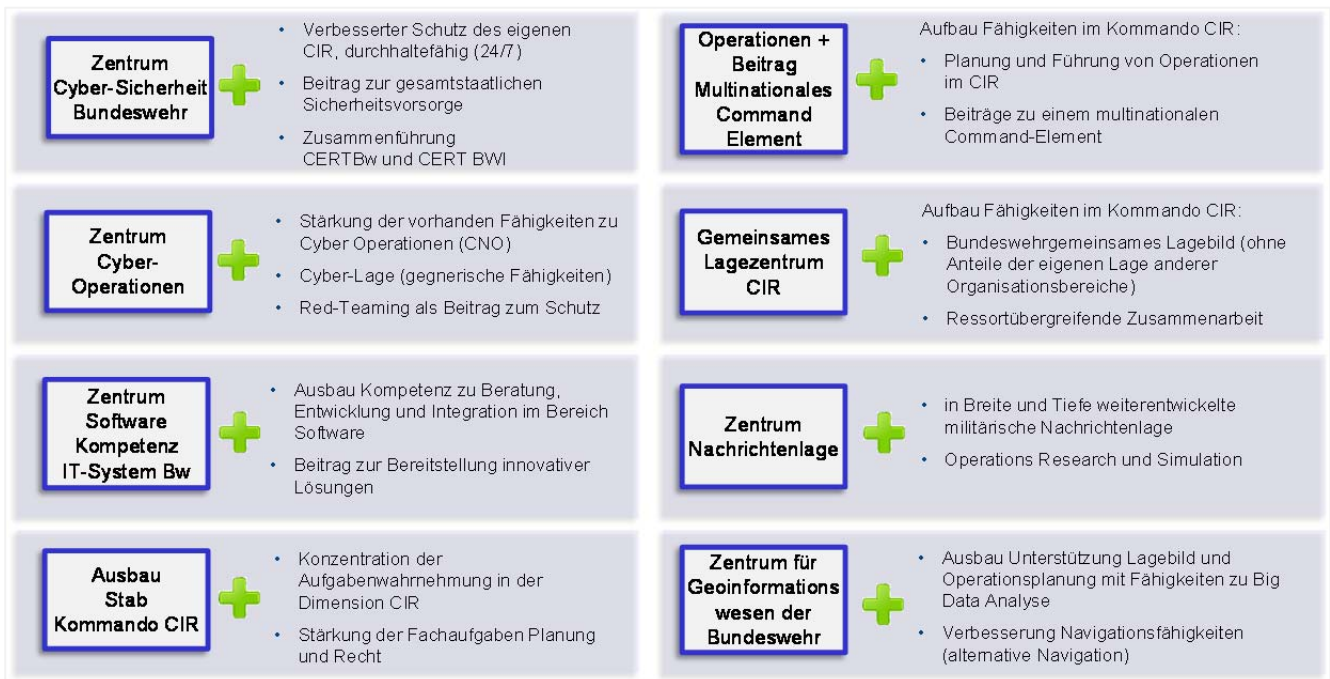 Zentrum
Cyber-Sicherheit
Bundeswehr
• Verbesserter Schutz des eigenen
CIR, durchhaltefähig (24/7)
• Beitrag zur gesamtstaatlichen
Sicherheitsvorsorge
• Zusammenführung
CERTBw und CERT BWI
Zentrum
Cyber-
Operationen
• Stärkung der vorhanden Fähigkeiten zu
Cyber Operationen (CNO)
• Cyber-Lage (gegnerische Fähigkeiten)
• Red-Teaming als Beitrag zum Schutz
Zentrum
Software
Kompetenz
IT-System Bw
• Ausbau Kompetenz zu Beratung,
Entwicklung und Integration im Bereich
Software
• Beitrag zur Bereitstellung innovativer
Lösungen
Ausbau
Stab
Kommando CIR
• Konzentration der
Aufgabenwahrnehmung in der
Dimension CIR
• Stärkung der Fachaufgaben Planung
und Recht
Operationen +
Beitrag
Multinationales
Command
Element
Aufbau Fähigkeiten im Kommando CIR:
• Planung und Führung von Operationen
im CIR
• Beiträge zu einem multinationalen
Command-Element
Gemeinsames
Lagezentrum
CIR
Aufbau Fähigkeiten im Kommando CIR:
• Bundeswehrgemeinsames Lagebild (ohne
Anteile der eigenen Lage anderer
Organisationsbereiche)
• Ressortübergreifende Zusammenarbeit
Zentrum
Nachrichtenlage
• in Breite und Tiefe weiterentwickelte
militärische Nachrichtenlage
• Operations Research und Simulation
Zentrum für
Geoinformations
wesen der
Bundeswehr
• Ausbau Unterstützung Lagebild und
Operationsplanung mit Fähigkeiten zu Big
Data Analyse
• Verbesserung Navigationsfähigkeiten
(alternative Navigation)